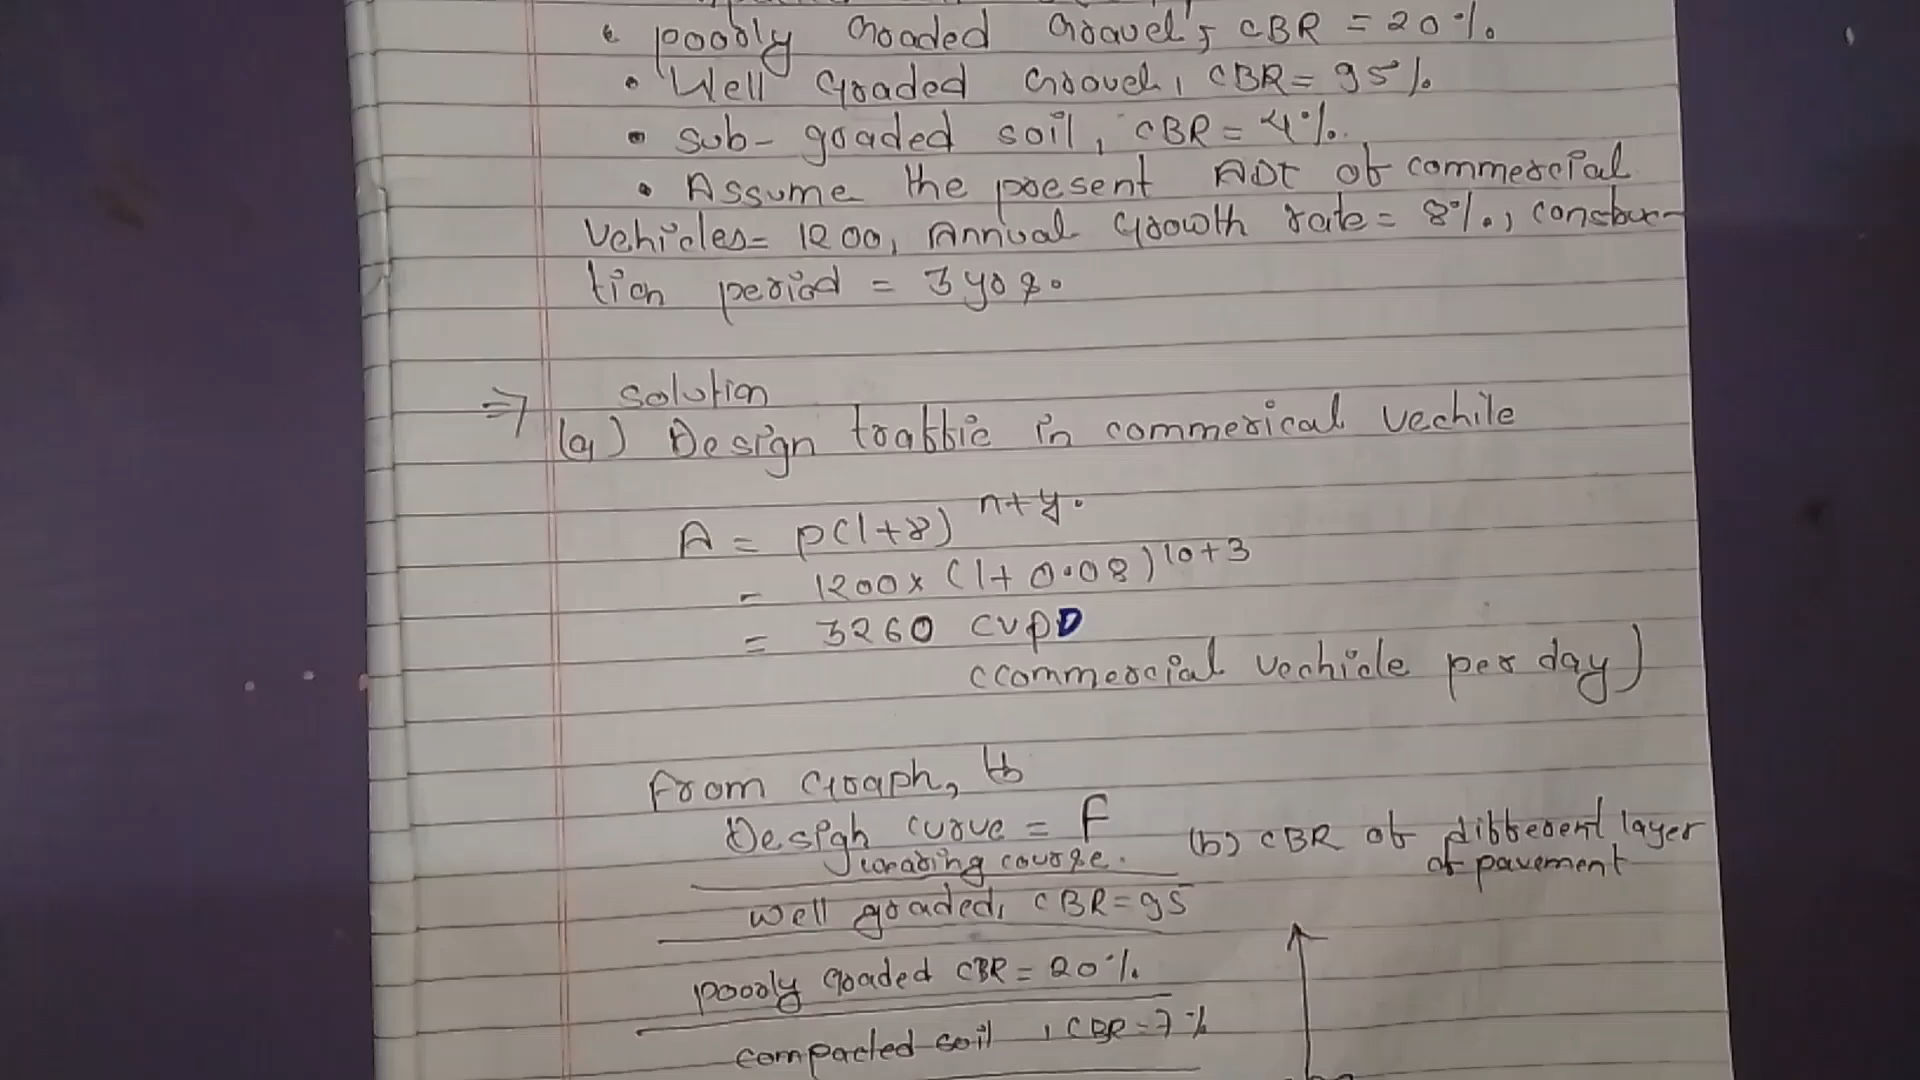 • poorly Graded Gravel, CBR = 20%.
• Well Graded Gravel, CBR = 95%.
• Sub-graded soil, CBR = 4%.
• Assume the present ADT of commercial
vehicles = 1200, Annual Growth rate = 8%., construc-
tion period = 3 yrs.
⇒ solution
(a) Design traffic in commerical vechile
A = P(1+r)^n+y.
= 1200 × (1+0.08)^10+3
= 3260 CVPD
(commercial vechicle per day)
From Graph,
Design curve = F
(b) CBR of different layer
of pavement
wearing course.
well graded, CBR = 95
poorly graded CBR = 20%.
compacted soil, CBR = 7%